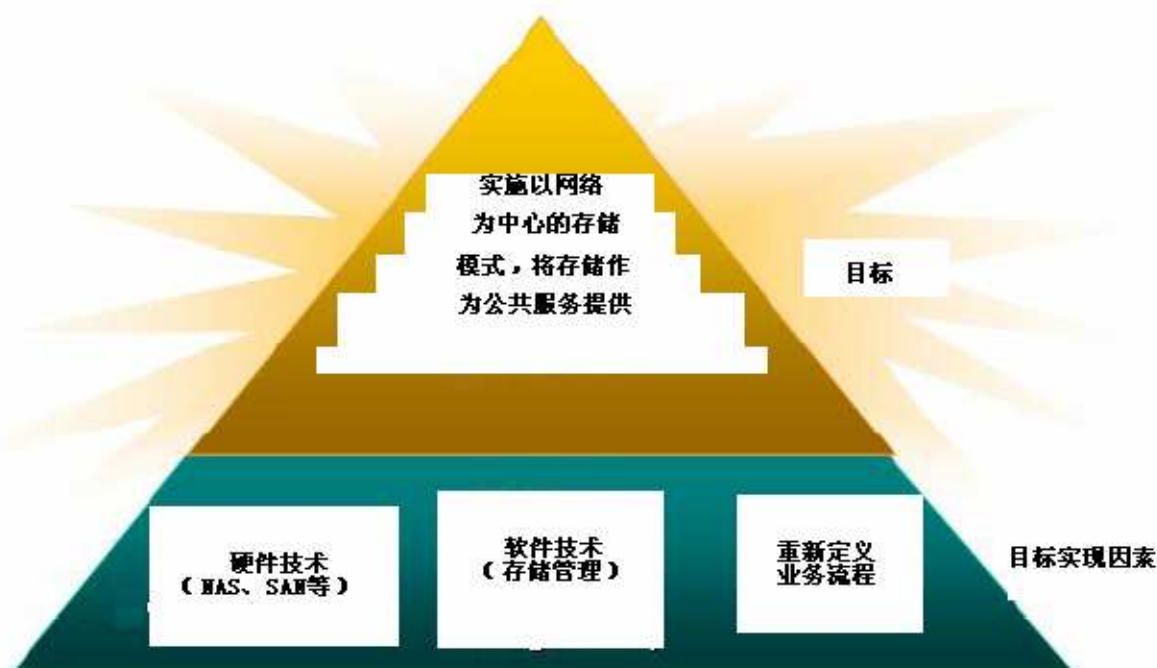 实施以网络
为中心的存储
模式，将存储作
为公共服务提供
目标
硬件技术
（NAS、SAN等）
软件技术
（存储管理）
重新定义
业务流程
目标实现因素